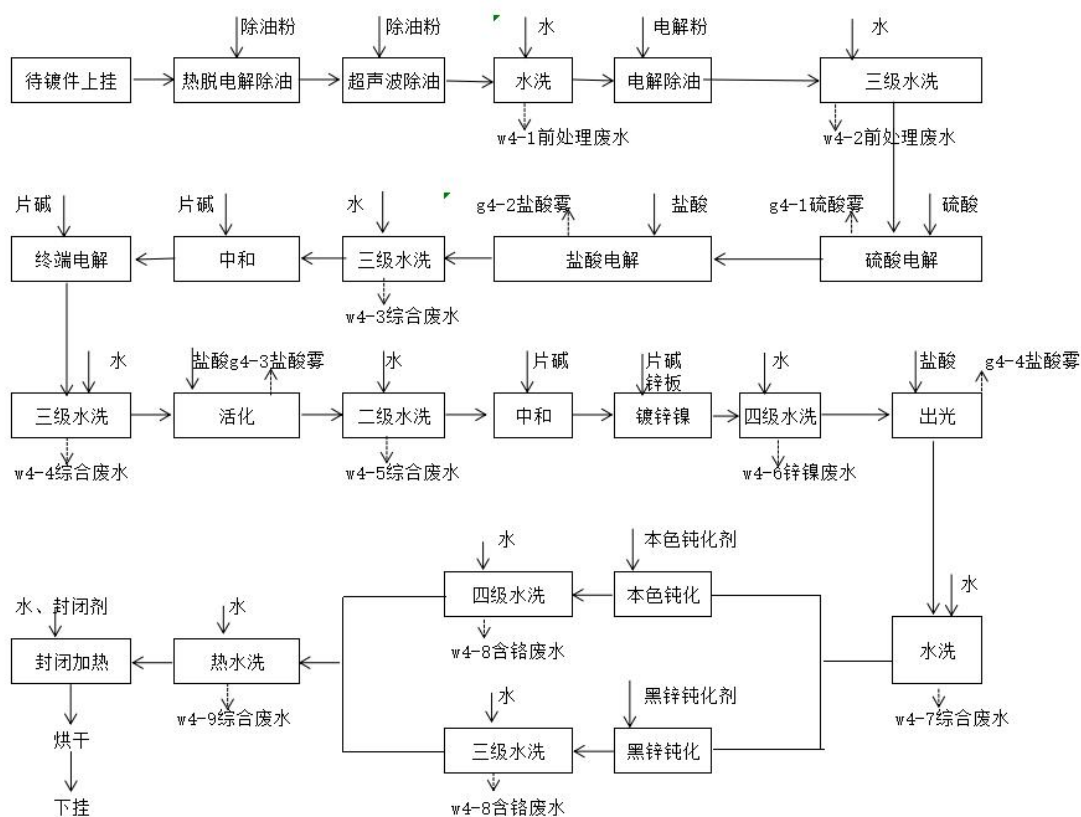 除油粉
除油粉
水
电解粉
水
待镀件上挂
热脱电解除油
超声波除油
水洗
电解除油
三级水洗
w4-1前处理废水
w4-2前处理废水
片碱
片碱
水
g4-2盐酸雾
盐酸
g4-1硫酸雾
硫酸
终端电解
中和
三级水洗
盐酸电解
硫酸电解
w4-3综合废水
水
盐酸g4-3盐酸雾
水
片碱
片碱
锌板
水
盐酸
g4-4盐酸雾
三级水洗
活化
二级水洗
中和
镀锌镍
四级水洗
出光
w4-4综合废水
w4-5综合废水
w4-6锌镍废水
水
本色钝化剂
四级水洗
本色钝化
水
水、封闭剂
水
w4-8含铬废水
水洗
封闭加热
热水洗
水
黑锌钝化剂
w4-9综合废水
w4-7综合废水
烘干
三级水洗
黑锌钝化
下挂
w4-8含铬废水